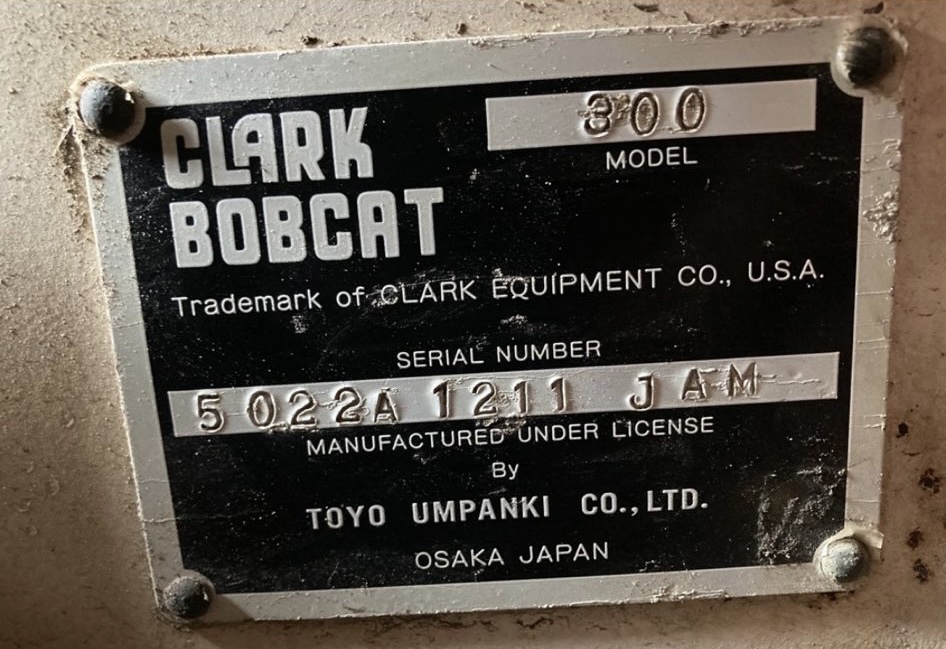 CLARK
BOBCAT
300
MODEL
Trademark of CLARK EQUIPMENT CO., U.S.A.
SERIAL NUMBER
5022A 1211 JAM
MANUFACTURED UNDER LICENSE
By
TOYO UMPANKI CO., LTD.
OSAKA JAPAN